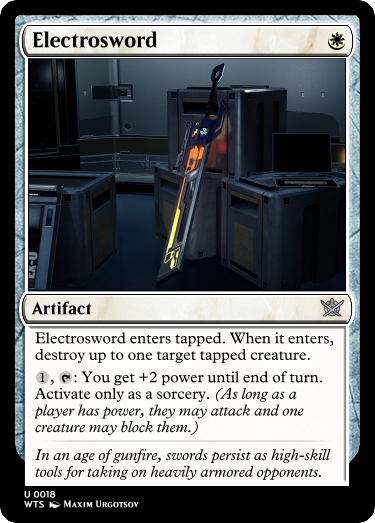 Electrosword
Artifact
Electrosword enters tapped. When it enters,
destroy up to one target tapped creature.
1, T: You get +2 power until end of turn.
Activate only as a sorcery. (As long as a
player has power, they may attack and one
creature may block them.)
In an age of gunfire, swords persist as high-skill
tools for taking on heavily armored opponents.
U 0018
WTS Maxim Urgotsov